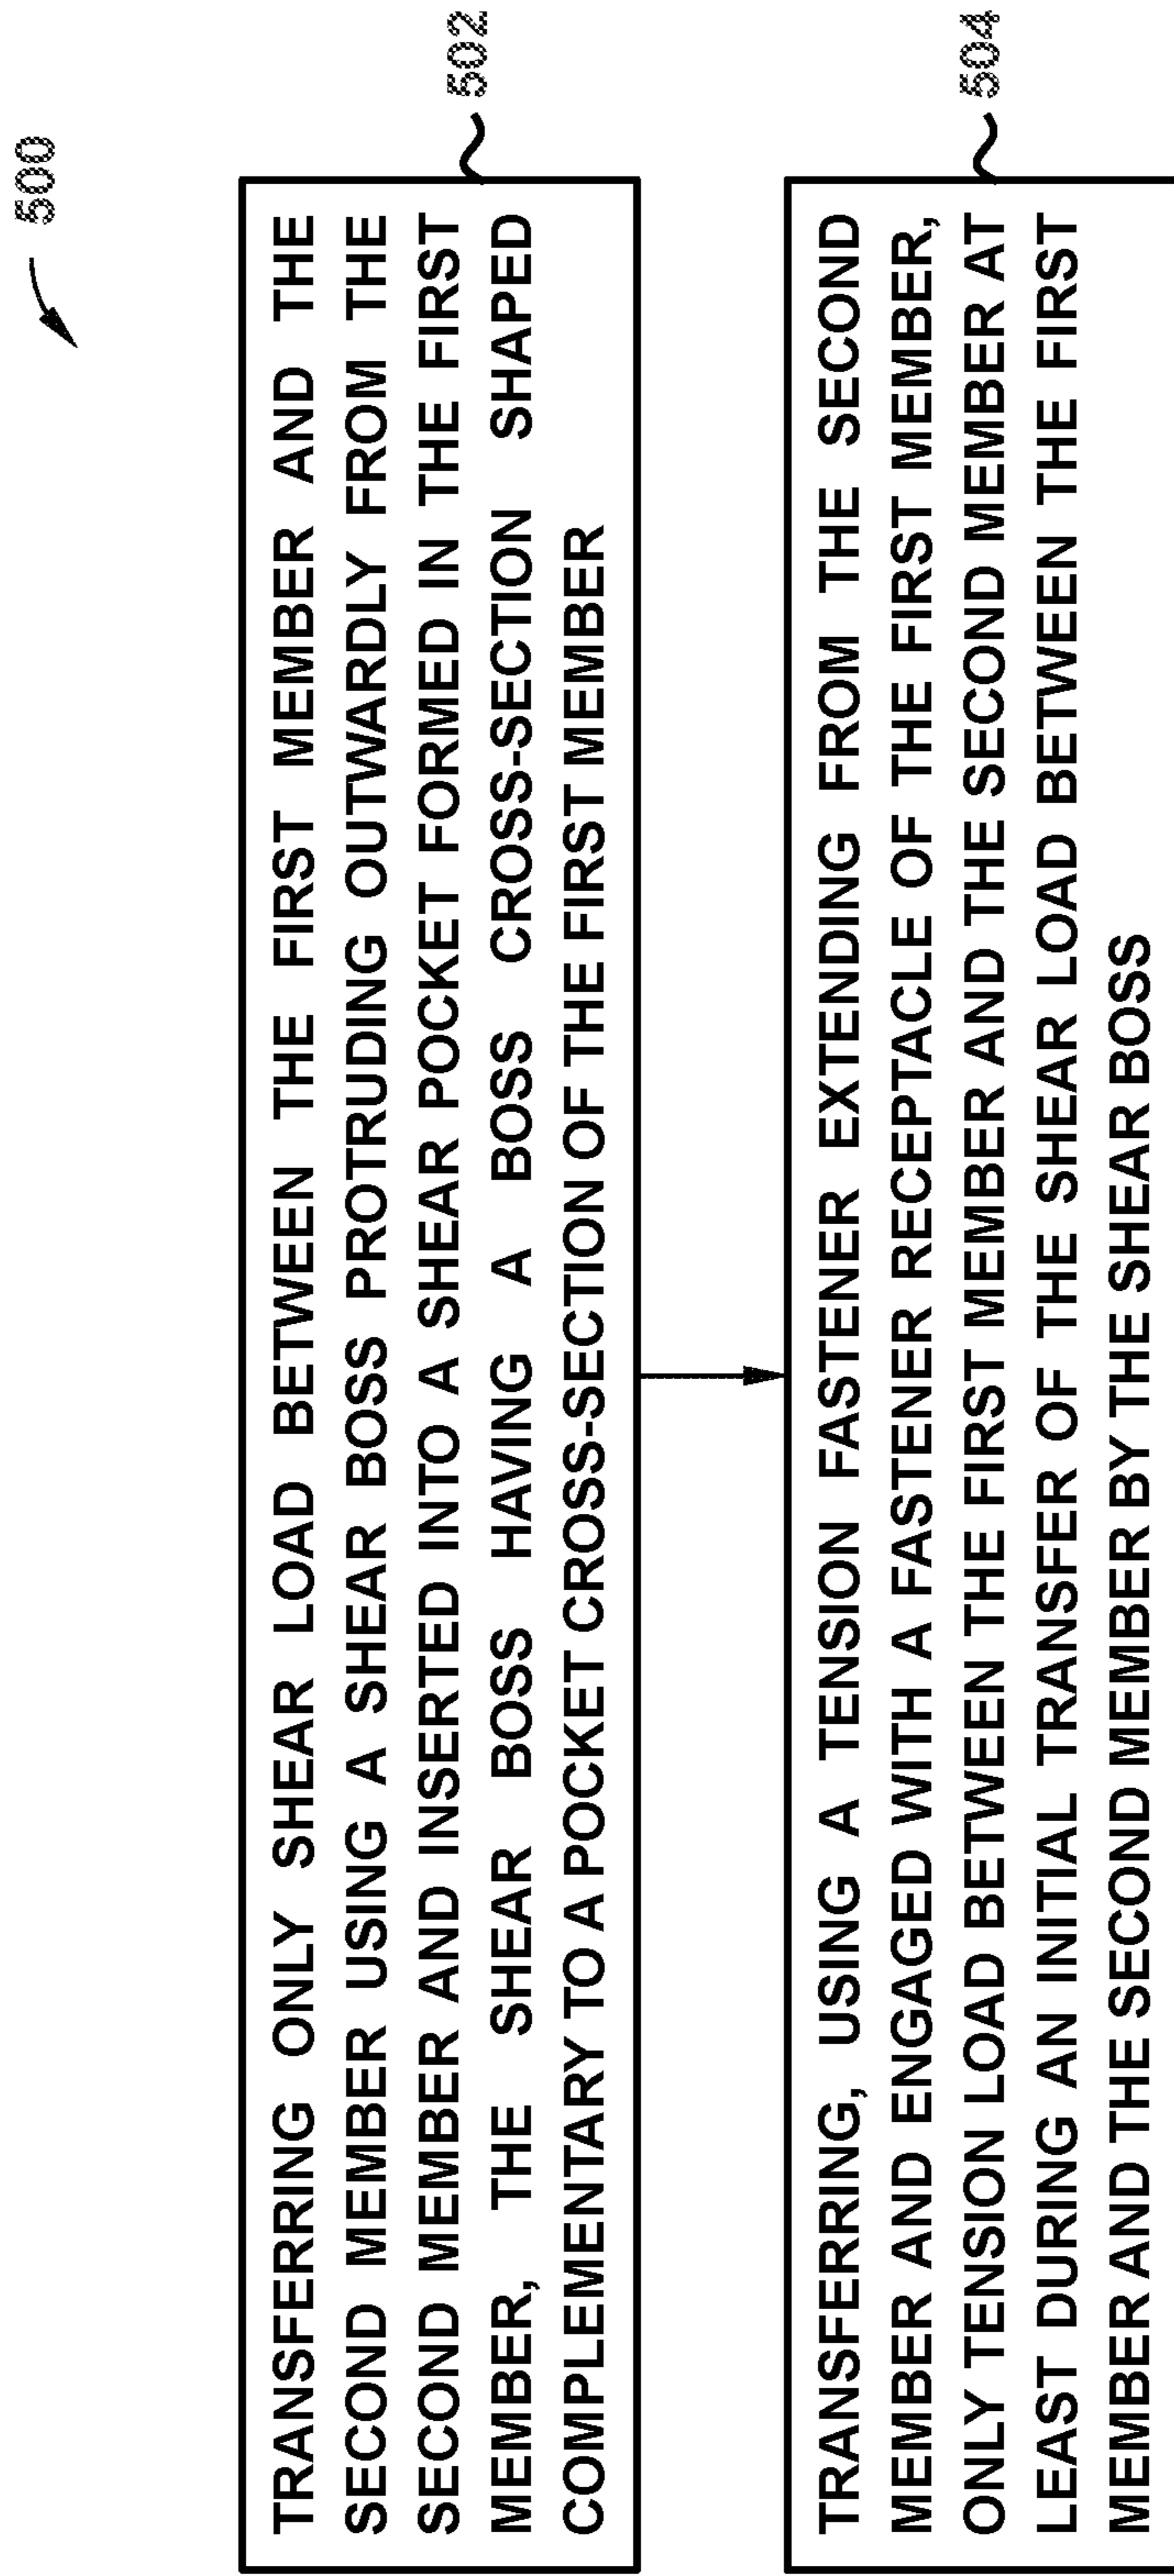 500
TRANSFERRING ONLY SHEAR LOAD BETWEEN THE FIRST MEMBER AND THE
SECOND MEMBER USING A SHEAR BOSS PROTRUDING OUTWARDLY FROM THE
SECOND MEMBER AND INSERTED INTO A SHEAR POCKET FORMED IN THE FIRST
MEMBER, THE SHEAR BOSS HAVING A BOSS CROSS-SECTION SHAPED
COMPLEMENTARY TO A POCKET CROSS-SECTION OF THE FIRST MEMBER
502
TRANSFERRING, USING A TENSION FASTENER EXTENDING FROM THE SECOND
MEMBER AND ENGAGED WITH A FASTENER RECEPTACLE OF THE FIRST MEMBER,
ONLY TENSION LOAD BETWEEN THE FIRST MEMBER AND THE SECOND MEMBER AT
LEAST DURING AN INITIAL TRANSFER OF THE SHEAR LOAD BETWEEN THE FIRST
MEMBER AND THE SECOND MEMBER BY THE SHEAR BOSS
504